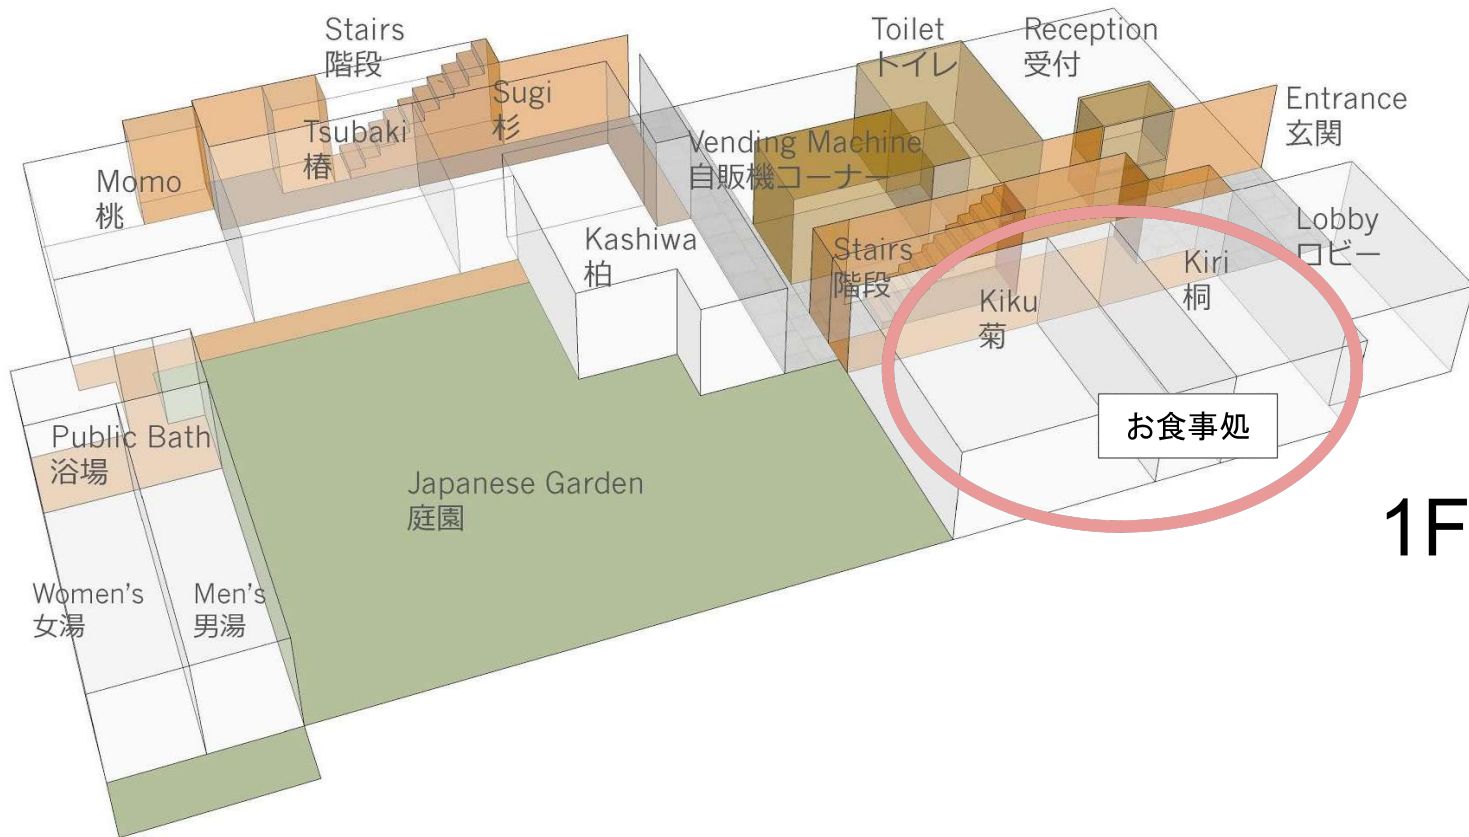 Stairs
階段
Toilet
トイレ
Reception
受付
Sugi
杉
Entrance
玄関
Tsubaki
椿
Vending Machine
自販機コーナー
Momo
桃
Kashiwa
柏
Stairs
階段
Kiri
桐
Lobby
ロビー
Kiku
菊
お食事処
Public Bath
浴場
Japanese Garden
庭園
1F
Women's
女湯
Men's
男湯